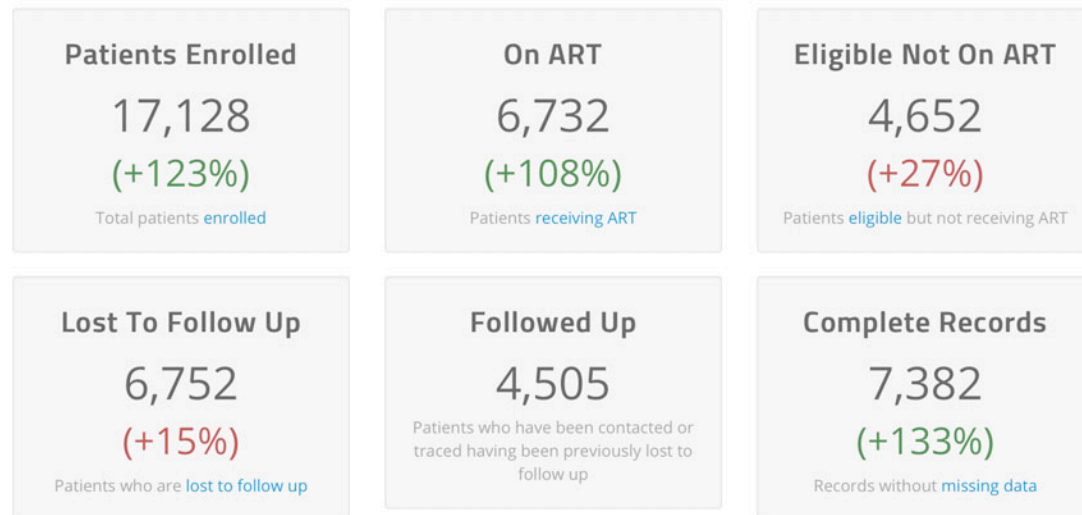 Patients Enrolled
17,128
(+123%)
Total patients enrolled
On ART
6,732
(+108%)
Patients receiving ART
Eligible Not On ART
4,652
(+27%)
Patients eligible but not receiving ART
Lost To Follow Up
6,752
(+15%)
Patients who are lost to follow up
Followed Up
4,505
Patients who have been contacted or
traced having been previously lost to
follow up
Complete Records
7,382
(+133%)
Records without missing data